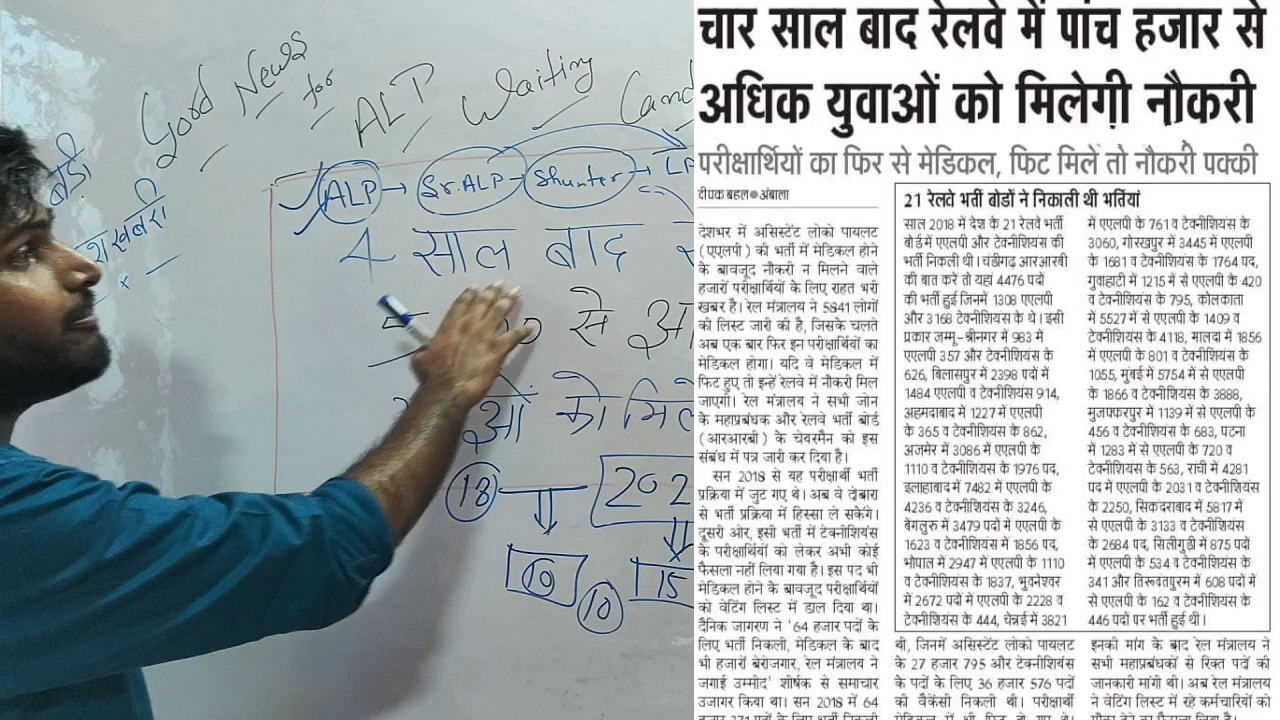 Good News for ALP Waiting Cand
बड़ी
खबरी
ALP → Sr.ALP → Shunter → LP
4 साल बाद
से
ओं को मिले
18
202
10
15
10
चार साल बाद रेलवे में पांच हजार से
अधिक युवाओं को मिलेगी नौकरी
परीक्षार्थियों का फिर से मेडिकल, फिट मिले तो नौकरी पक्की
दीपक बहल●अंबाला
देशभर में असिस्टेंट लोको पायलट
(एएलपी) की भर्ती में मेडिकल होने
के बावजूद नौकरी न मिलने वाले
हजारों परीक्षार्थियों के लिए राहत भरी
खबर है। रेल मंत्रालय ने 5841 लोगों
की लिस्ट जारी की है, जिसके चलते
अब एक बार फिर इन परीक्षार्थियों का
मेडिकल होगा। यदि वे मेडिकल में
फिट हुए तो इन्हें रेलवे में नौकरी मिल
जाएगी। रेल मंत्रालय ने सभी जोन
के महाप्रबंधक और रेलवे भर्ती बोर्ड
(आरआरबी) के चेयरमैन को इस
संबंध में पत्र जारी कर दिया है।
सन 2018 से यह परीक्षार्थी भर्ती
प्रक्रिया में जुट गए थे। अब वे दोबारा
से भर्ती प्रक्रिया में हिस्सा ले सकेंगे।
दूसरी ओर, इसी भर्ती में टेक्नीशियंस
के परीक्षार्थियों को लेकर अभी कोई
फैसला नहीं लिया गया है। इस पद भी
मेडिकल होने के बावजूद परीक्षार्थियों
को वेटिंग लिस्ट में डाल दिया था।
दैनिक जागरण ने '64 हजार पदों के
लिए भर्ती निकली, मेडिकल के बाद
भी हजारों बेरोजगार, रेल मंत्रालय ने
जगाई उम्मीद' शीर्षक से समाचार
उजागर किया था। सन 2018 में 64
हजार 371 पदों के लिए भर्ती निकली
21 रेलवे भर्ती बोर्डों ने निकाली थी भर्तियां
साल 2018 में देश के 21 रेलवे भर्ती
बोर्ड में एएलपी और टेक्नीशियंस की
भर्ती निकली थी। चंडीगढ़ आरआरबी
की बात करें तो यहां 4476 पदों
की भर्ती हुई जिनमें 1308 एएलपी
और 3168 टेक्नीशियंस के थे। इसी
प्रकार जम्मू-श्रीनगर में 983 में
एएलपी 357 और टेक्नीशियंस के
626, बिलासपुर में 2398 पदों में
1484 एएलपी व टेक्नीशियंस 914,
अहमदाबाद में 1227 में एएलपी
के 365 व टेक्नीशियंस के 862,
अजमेर में 3086 में एएलपी के
1110 व टेक्नीशियंस के 1976 पद,
इलाहाबाद में 7482 में एएलपी के
4236 व टेक्नीशियंस के 3246,
बेंगलुरु में 3479 पदों में एएलपी के
1623 व टेक्नीशियंस में 1856 पद,
भोपाल में 2947 में एएलपी के 1110
व टेक्नीशियंस के 1837, भुवनेश्वर
में 2672 पदों में एएलपी के 2228 व
टेक्नीशियंस के 444, चेन्नई में 3821
में एएलपी के 761 व टेक्नीशियंस के
3060, गोरखपुर में 3445 में एएलपी
के 1681 व टेक्नीशियंस के 1764 पद,
गुवाहाटी में 1215 में से एएलपी के 420
व टेक्नीशियंस के 795, कोलकाता
में 5527 में से एएलपी के 1409 व
टेक्नीशियंस के 4118, मालदा में 1856
में एएलपी के 801 व टेक्नीशियंस के
1055, मुंबई में 5754 में से एएलपी
के 1866 व टेक्नीशियंस के 3888,
मुजफ्फरपुर में 1139 में से एएलपी के
456 व टेक्नीशियंस के 683, पटना
में 1283 में से एएलपी के 720 व
टेक्नीशियंस के 563, रांची में 4281
पद में एएलपी के 2031 व टेक्नीशियंस
के 2250, सिकंदराबाद में 5817 में
से एएलपी के 3133 व टेक्नीशियंस
के 2684 पद, सिलीगुड़ी में 875 पदों
में एएलपी के 534 व टेक्नीशियंस के
341 और तिरूवंतपुरम में 608 पदों में
से एएलपी के 162 व टेक्नीशियंस के
446 पदों पर भर्ती हुई थी।
थी, जिनमें असिस्टेंट लोको पायलट
के 27 हजार 795 और टेक्नीशियंस
के पदों के लिए 36 हजार 576 पदों
की वैकेंसी निकली थी। परीक्षार्थी
इनकी मांग के बाद रेल मंत्रालय ने
सभी महाप्रबंधकों से रिक्त पदों की
जानकारी मांगी थी। अब रेल मंत्रालय
ने वेटिंग लिस्ट में रहे कर्मचारियों को